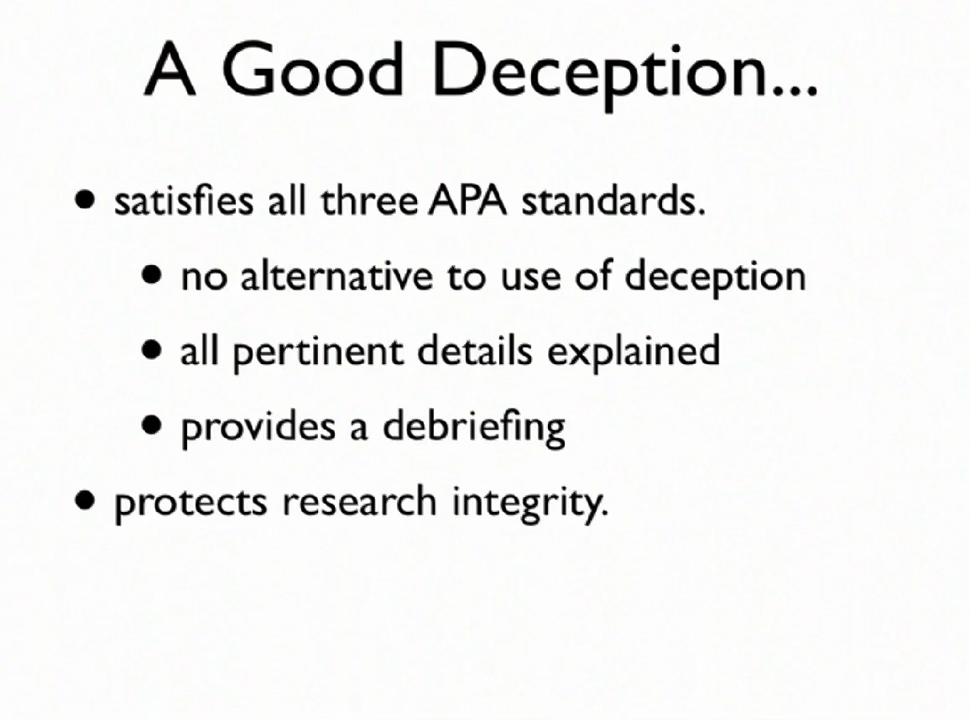 A Good Deception...
• satisfies all three APA standards.
• no alternative to use of deception
• all pertinent details explained
• provides a debriefing
• protects research integrity.